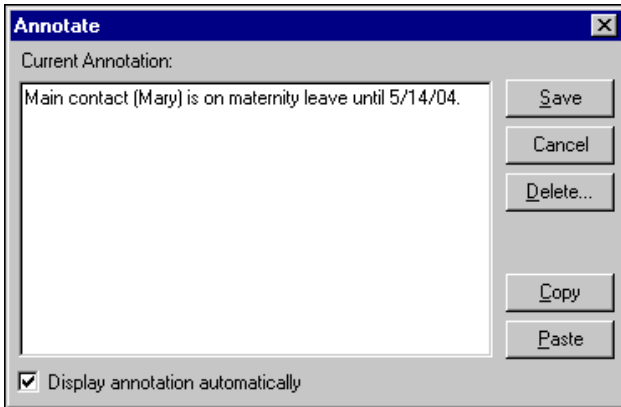 Annotate
Current Annotation:
Main contact (Mary) is on maternity leave until 5/14/04.
Save
Cancel
Delete...
Copy
Paste
Display annotation automatically